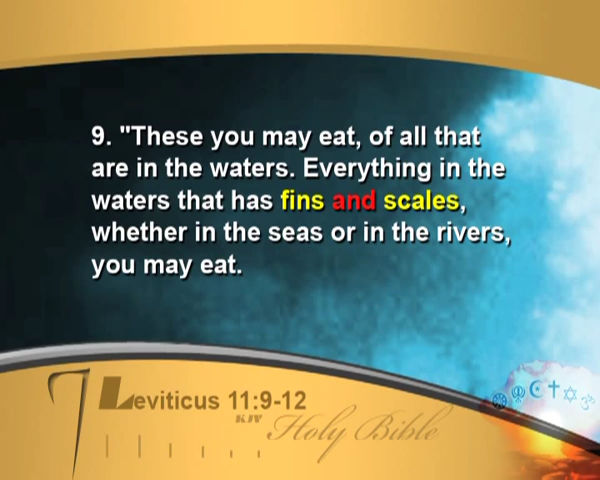 9. "These you may eat, of all that
are in the waters. Everything in the
waters that has fins and scales,
whether in the seas or in the rivers,
you may eat.
Leviticus 11:9-12
KJV
Holy Bible